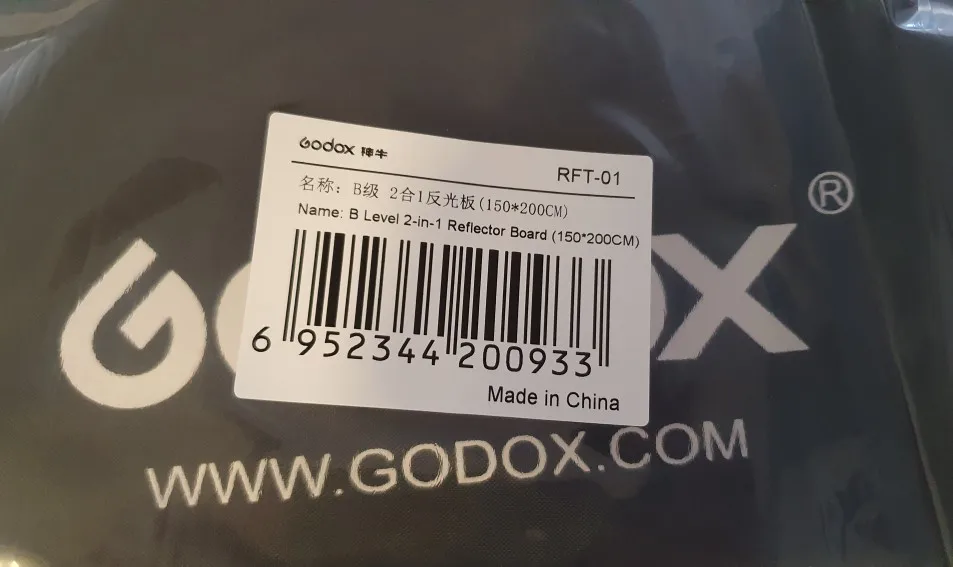 Godox 神牛
RFT-01
名称：B级 2合1反光板(150*200CM)
Name: B Level 2-in-1 Reflector Board (150*200CM)
6 952344 200933
Made in China
GODOX®
WWW.GODOX.COM